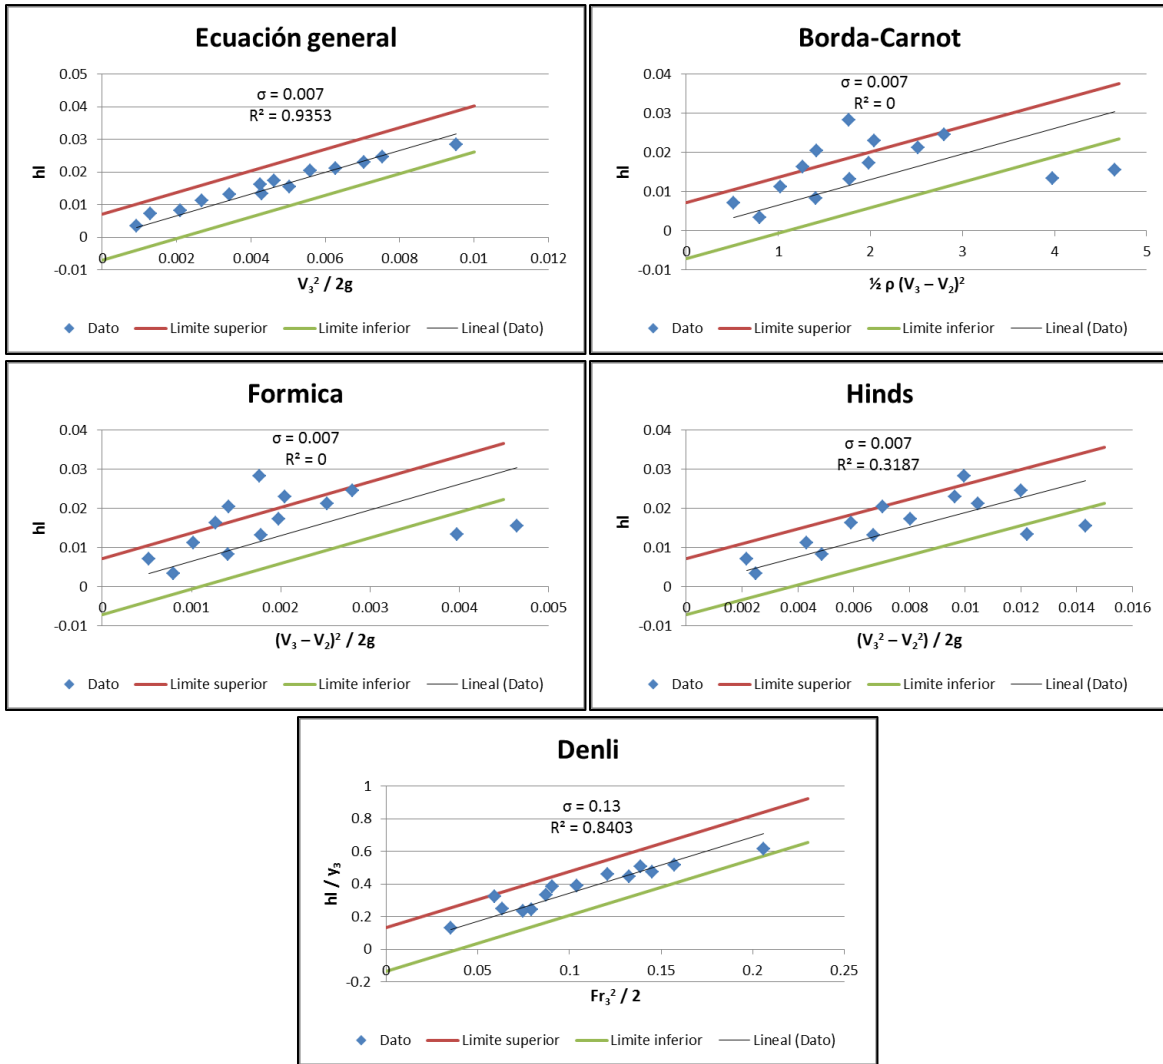 Ecuación general
σ = 0.007
R² = 0.9353
hl
0.05
0.04
0.03
0.02
0.01
0
-0.01
0 0.002 0.004 0.006 0.008 0.01 0.012
V₃² / 2g
Dato Limite superior Limite inferior Lineal (Dato)
Borda-Carnot
σ = 0.007
R² = 0
hl
0.04
0.03
0.02
0.01
0
-0.01
0 1 2 3 4 5
½ ρ (V₃ – V₂)²
Dato Limite superior Limite inferior Lineal (Dato)
Formica
σ = 0.007
R² = 0
hl
0.04
0.03
0.02
0.01
0
-0.01
0 0.001 0.002 0.003 0.004 0.005
(V₃ – V₂)² / 2g
Dato Limite superior Limite inferior Lineal (Dato)
Hinds
σ = 0.007
R² = 0.3187
hl
0.04
0.03
0.02
0.01
0
-0.01
0 0.002 0.004 0.006 0.008 0.01 0.012 0.014 0.016
(V₃² – V₂²) / 2g
Dato Limite superior Limite inferior Lineal (Dato)
Denli
σ = 0.13
R² = 0.8403
hl / y₃
1
0.8
0.6
0.4
0.2
0
-0.2
0 0.05 0.1 0.15 0.2 0.25
Fr₃² / 2
Dato Limite superior Limite inferior Lineal (Dato)